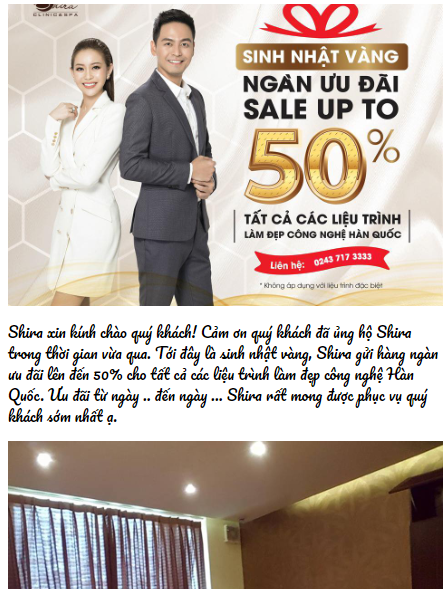 Shira
CLINIC&SPA
SINH NHẬT VÀNG
NGÀN ƯU ĐÃI
SALE UP TO
50%
TẤT CẢ CÁC LIỆU TRÌNH
LÀM ĐẸP CÔNG NGHỆ HÀN QUỐC
Liên hệ: 0243 717 3333
* Không áp dụng với liệu trình đặc biệt
Shira xin kính chào quý khách! Cảm ơn quý khách đã ủng hộ Shira
trong thời gian vừa qua. Tới đây là sinh nhật vàng, Shira gửi hàng ngàn
ưu đãi lên đến 50% cho tất cả các liệu trình làm đẹp công nghệ Hàn
Quốc. Ưu đãi từ ngày .. đến ngày ... Shira rất mong được phục vụ quý
khách sớm nhất ạ.